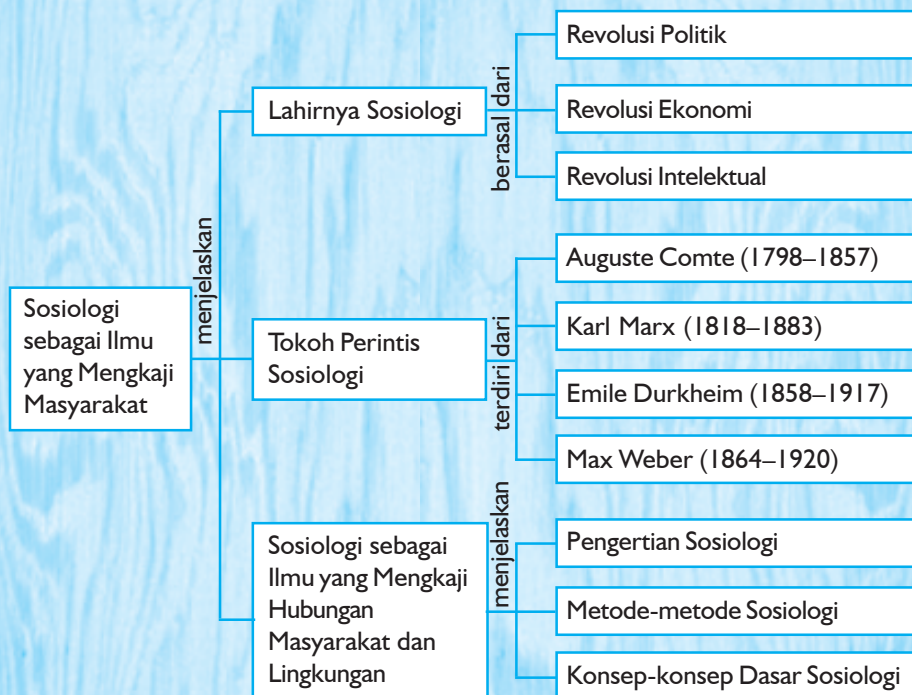 Sosiologi
sebagai Ilmu
yang Mengkaji
Masyarakat
menjelaskan
Lahirnya Sosiologi
berasal dari
Revolusi Politik
Revolusi Ekonomi
Revolusi Intelektual
Tokoh Perintis
Sosiologi
terdiri dari
Auguste Comte (1798–1857)
Karl Marx (1818–1883)
Emile Durkheim (1858–1917)
Max Weber (1864–1920)
Sosiologi sebagai
Ilmu yang Mengkaji
Hubungan
Masyarakat dan
Lingkungan
menjelaskan
Pengertian Sosiologi
Metode-metode Sosiologi
Konsep-konsep Dasar Sosiologi